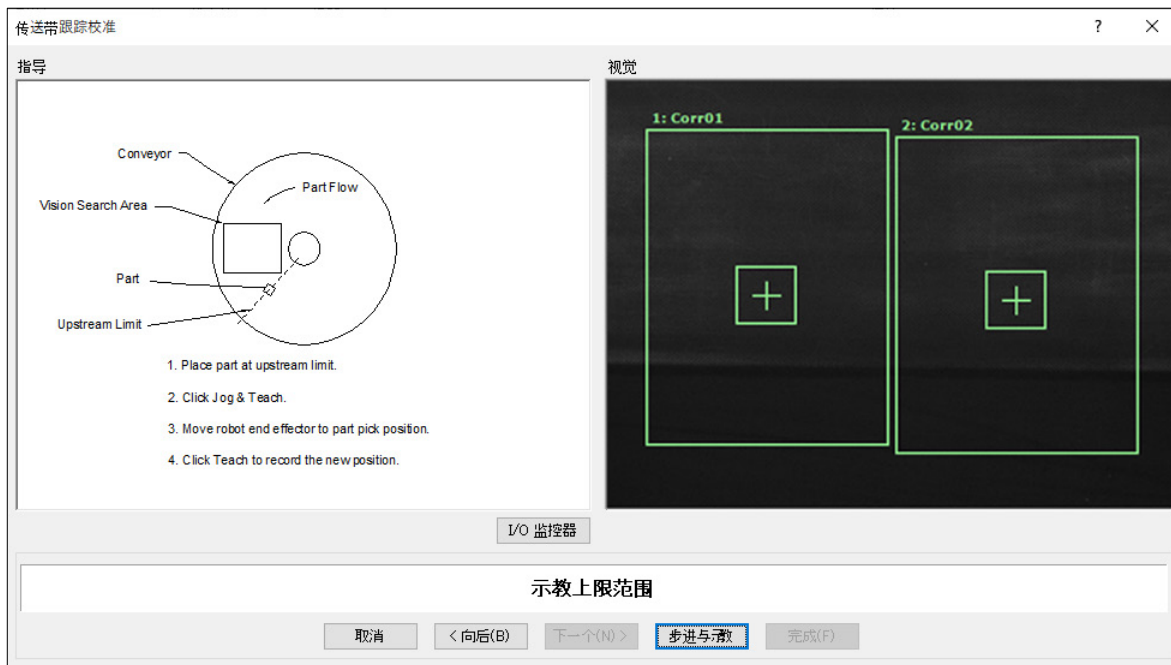 传送带跟踪校准
?
指导
视觉
Conveyor
Part Flow
Vision Search Area
Part
Upstream Limit
1. Place part at upstream limit.
2. Click Jog & Teach.
3. Move robot end effector to part pick position.
4. Click Teach to record the new position.
1: Corr01
2: Corr02
I/O 监控器
示教上限范围
取消
< 向后(B)
下一个(N) >
步进与示教
完成(F)